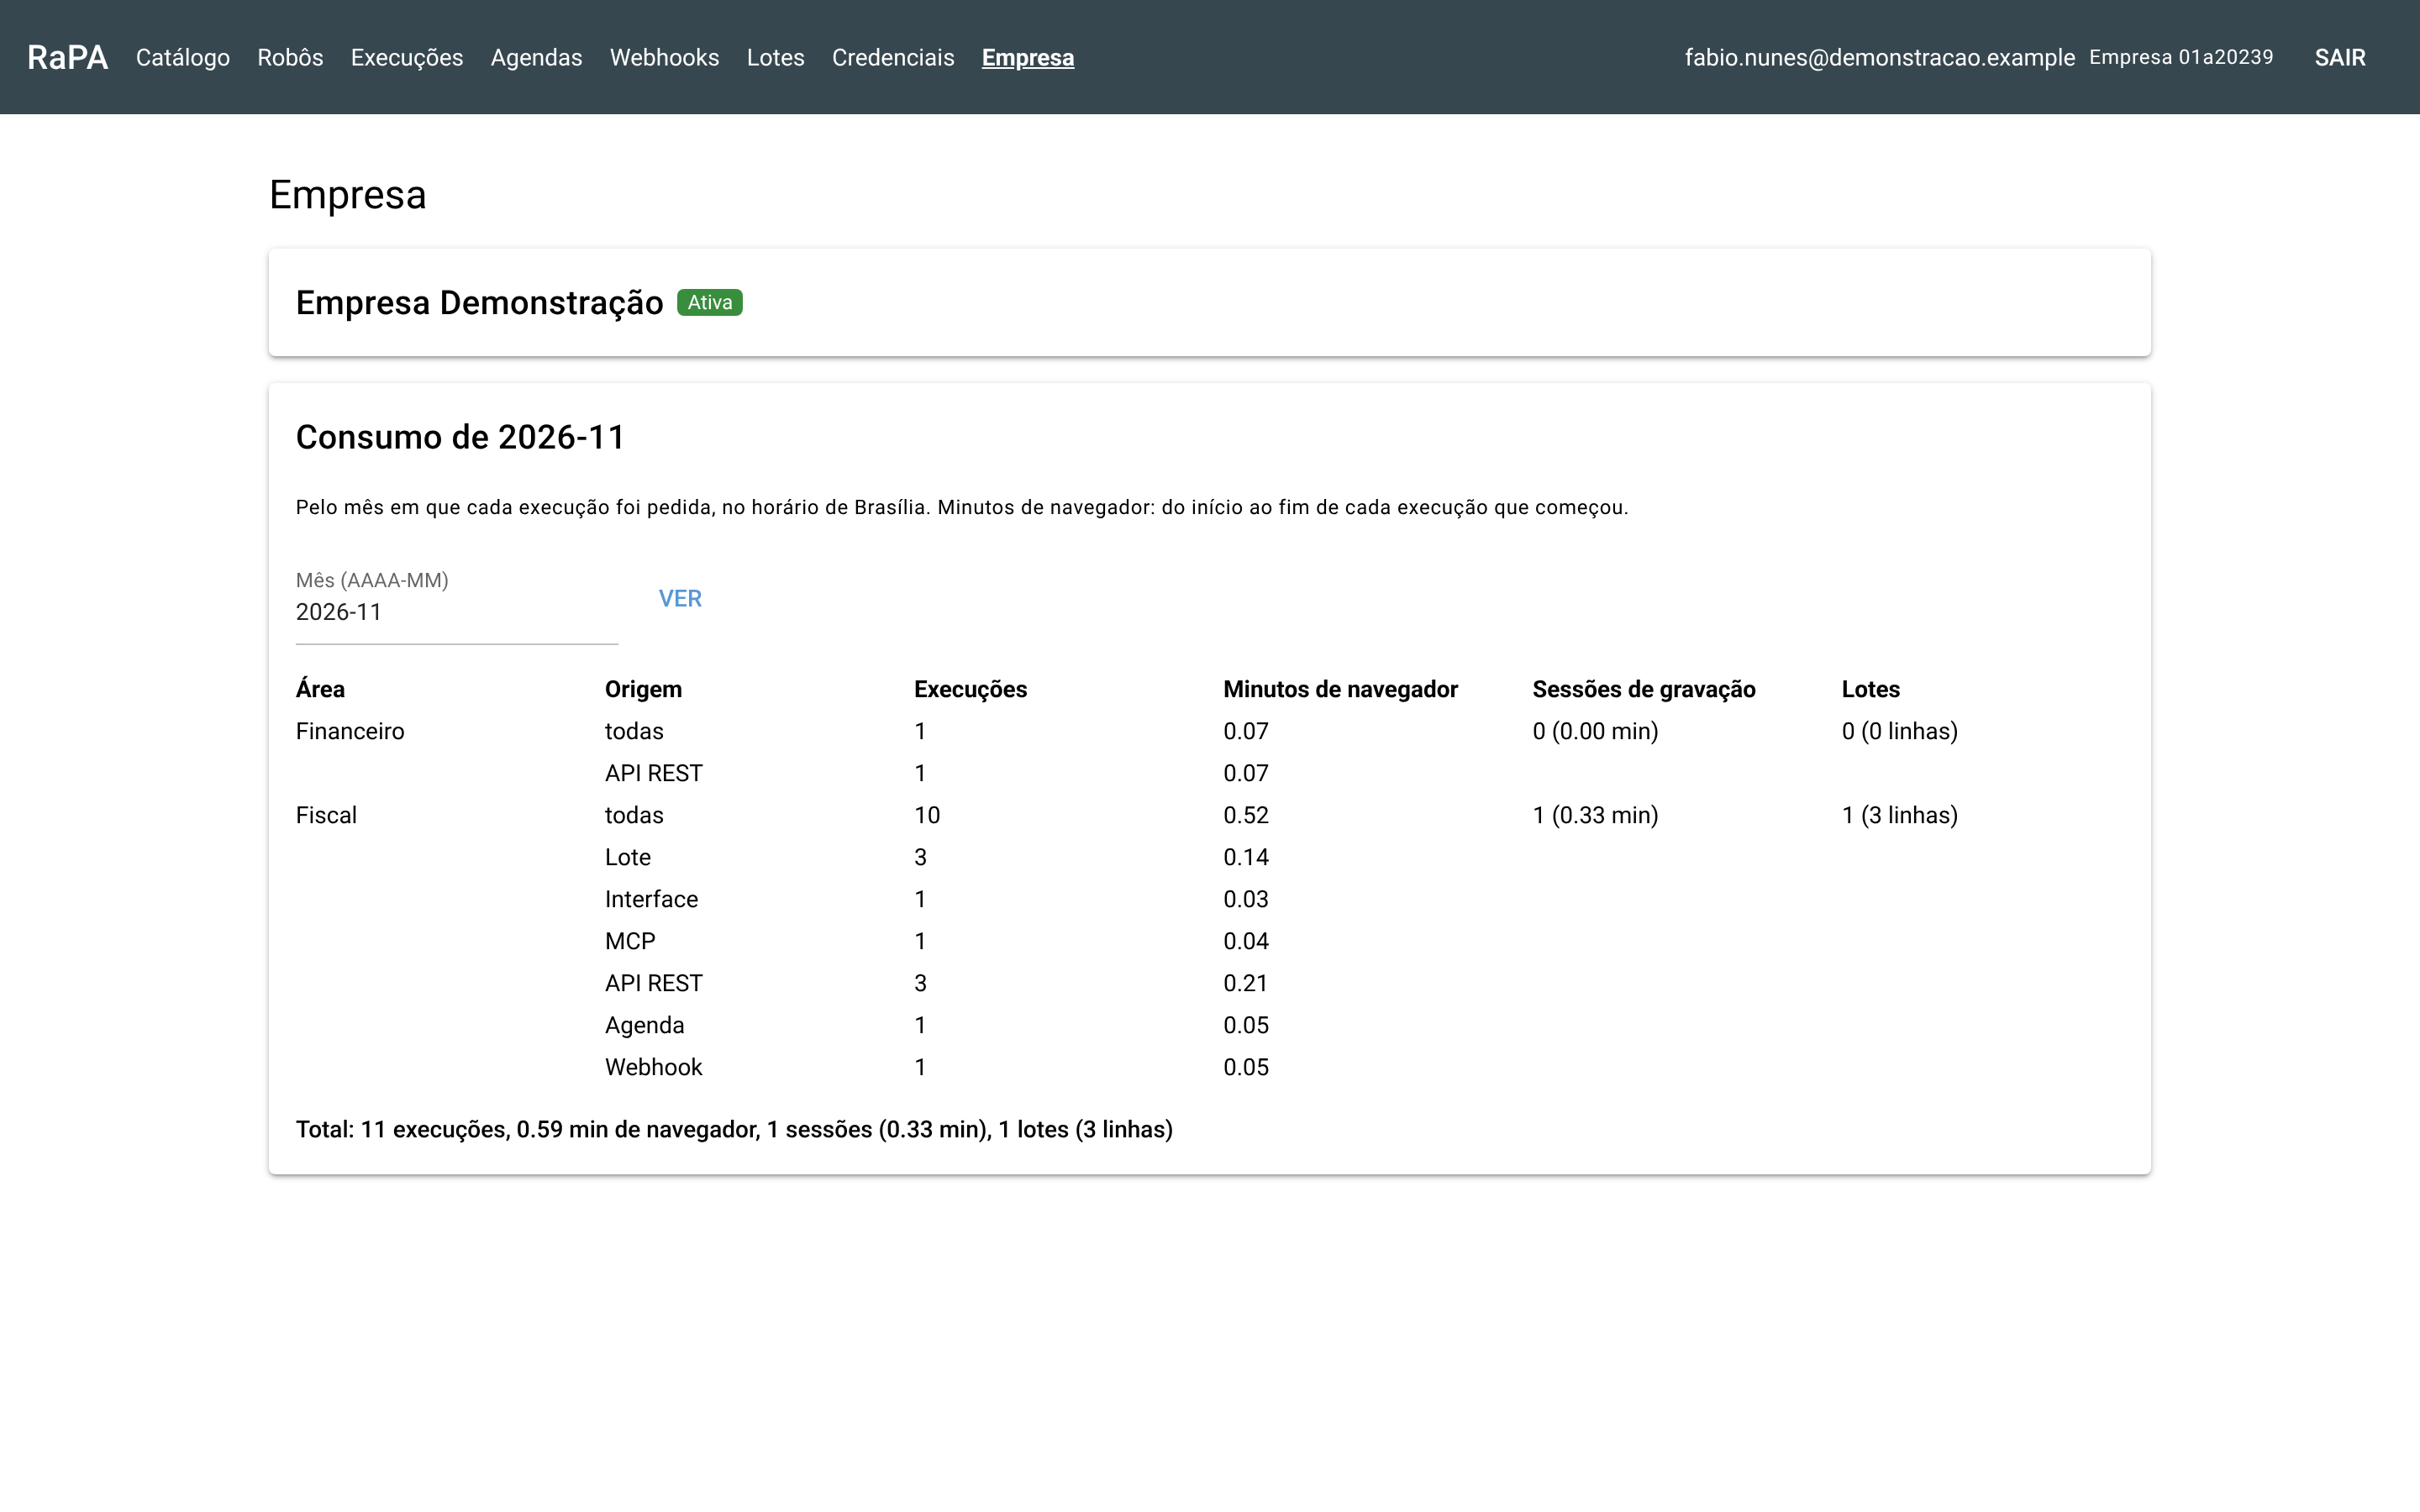 RaPA Catálogo Robôs Execuções Agendas Webhooks Lotes Credenciais Empresa fabio.nunes@demonstracao.example Empresa 01a20239 SAIR
Empresa
Empresa Demonstração Ativa
Consumo de 2026-11
Pelo mês em que cada execução foi pedida, no horário de Brasília. Minutos de navegador: do início ao fim de cada execução que começou.
Mês (AAAA-MM)
2026-11
VER
Área Origem Execuções Minutos de navegador Sessões de gravação Lotes
Financeiro todas 1 0.07 0 (0.00 min) 0 (0 linhas)
API REST 1 0.07
Fiscal todas 10 0.52 1 (0.33 min) 1 (3 linhas)
Lote 3 0.14
Interface 1 0.03
MCP 1 0.04
API REST 3 0.21
Agenda 1 0.05
Webhook 1 0.05
Total: 11 execuções, 0.59 min de navegador, 1 sessões (0.33 min), 1 lotes (3 linhas)